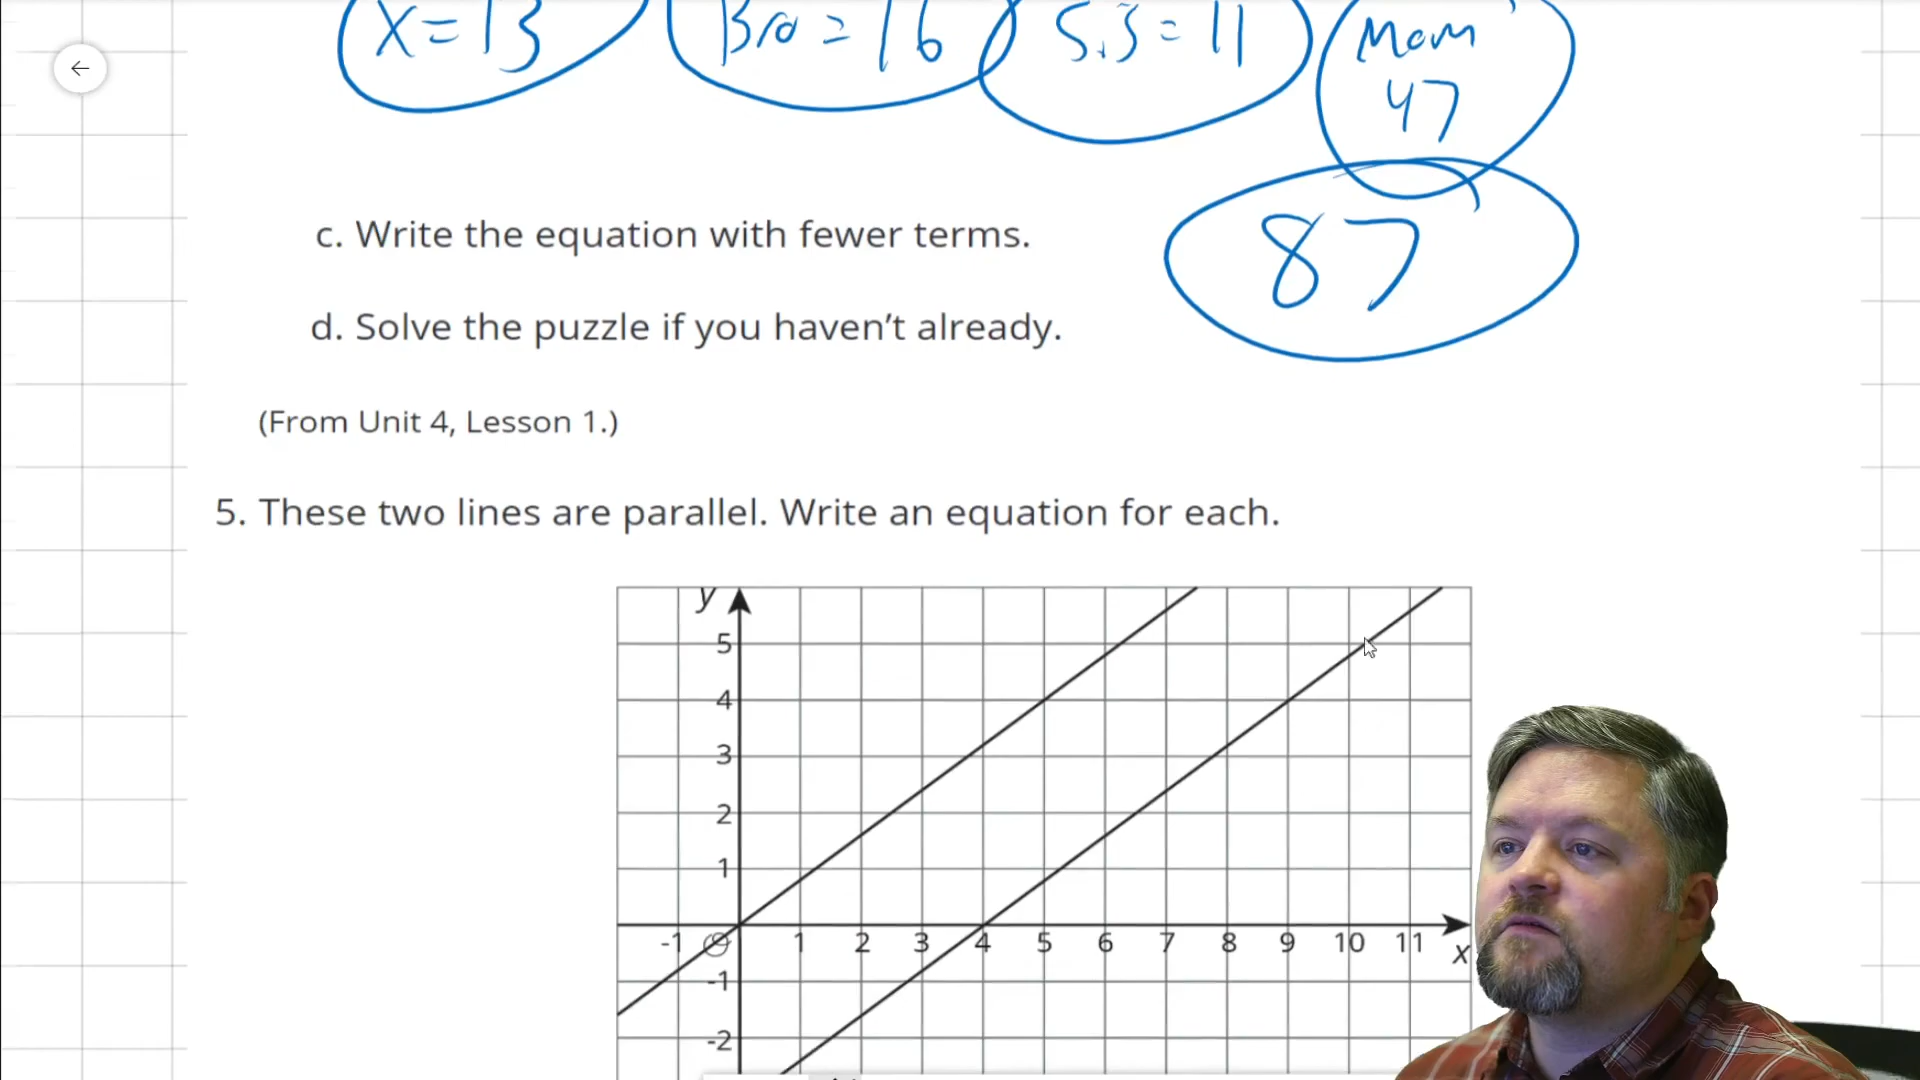 x = 13 Bro = 16 Sis = 11 Mom
47
87
c. Write the equation with fewer terms.
d. Solve the puzzle if you haven’t already.
(From Unit 4, Lesson 1.)
5. These two lines are parallel. Write an equation for each.
y
5
4
3
2
1
-1 O 1 2 3 4 5 6 7 8 9 10 11 x
-1
-2